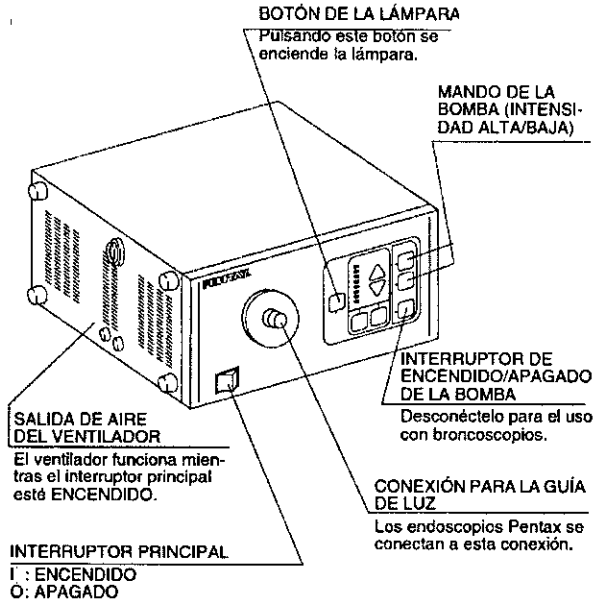 BOTÓN DE LA LÁMPARA
Pulsando este botón se
enciende la lámpara.
MANDO DE LA
BOMBA (INTENSI-
DAD ALTA/BAJA)
PENTAX
INTERRUPTOR DE
ENCENDIDO/APAGADO
DE LA BOMBA
Desconéctelo para el uso
con broncoscopios.
SALIDA DE AIRE
DEL VENTILADOR
El ventilador funciona mien-
tras el interruptor principal
esté ENCENDIDO.
CONEXIÓN PARA LA GUÍA
DE LUZ
Los endoscopios Pentax se
conectan a esta conexión.
INTERRUPTOR PRINCIPAL
I : ENCENDIDO
O: APAGADO